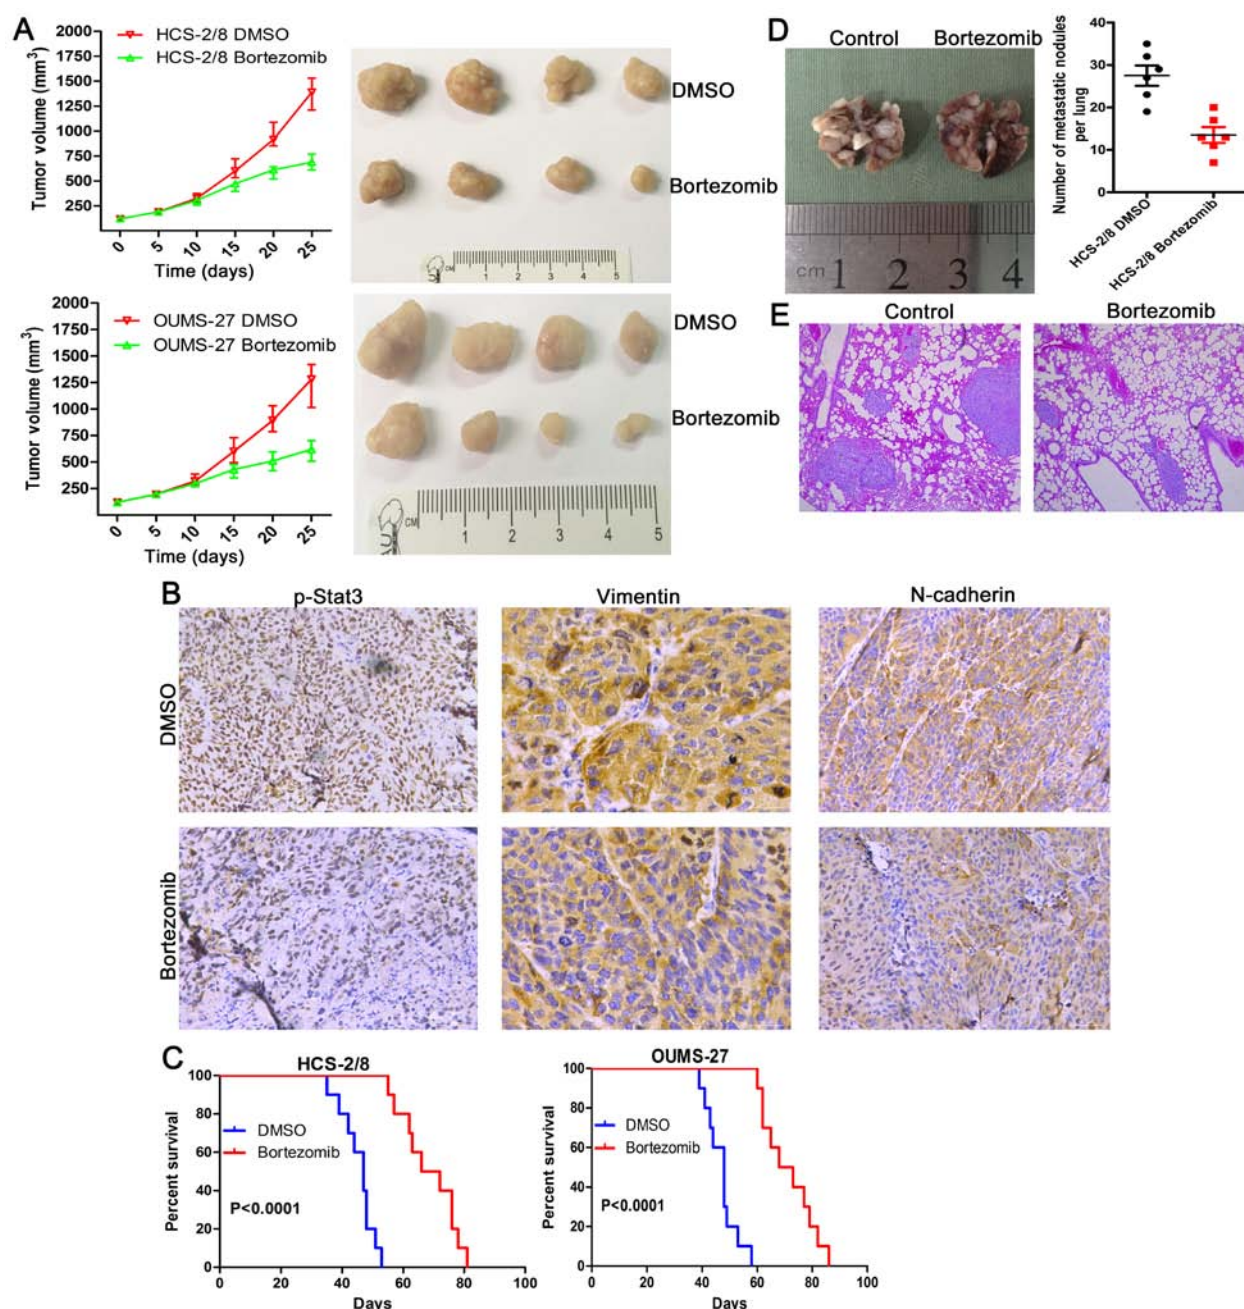 A
HCS-2/8 DMSO
HCS-2/8 Bortezomib
Tumor volume (mm³)
2000
1750
1500
1250
1000
750
500
250
0 5 10 15 20 25
Time (days)
DMSO
Bortezomib
CM 1 2 3 4 5
OUMS-27 DMSO
OUMS-27 Bortezomib
Tumor volume (mm³)
2000
1750
1500
1250
1000
750
500
250
0 5 10 15 20 25
Time (days)
DMSO
Bortezomib
CM 1 2 3 4 5
D
Control Bortezomib
cm 1 2 3 4
Number of metastatic nodules
per lung
40
30
20
10
0
HCS-2/8 DMSO
HCS-2/8 Bortezomib
E
Control Bortezomib
B
p-Stat3 Vimentin N-cadherin
DMSO
Bortezomib
C
HCS-2/8
Percent survival
100
80
60
40
20
0
DMSO
Bortezomib
P<0.0001
0 20 40 60 80 100
Days
OUMS-27
Percent survival
100
80
60
40
20
0
DMSO
Bortezomib
P<0.0001
0 20 40 60 80 100
Days